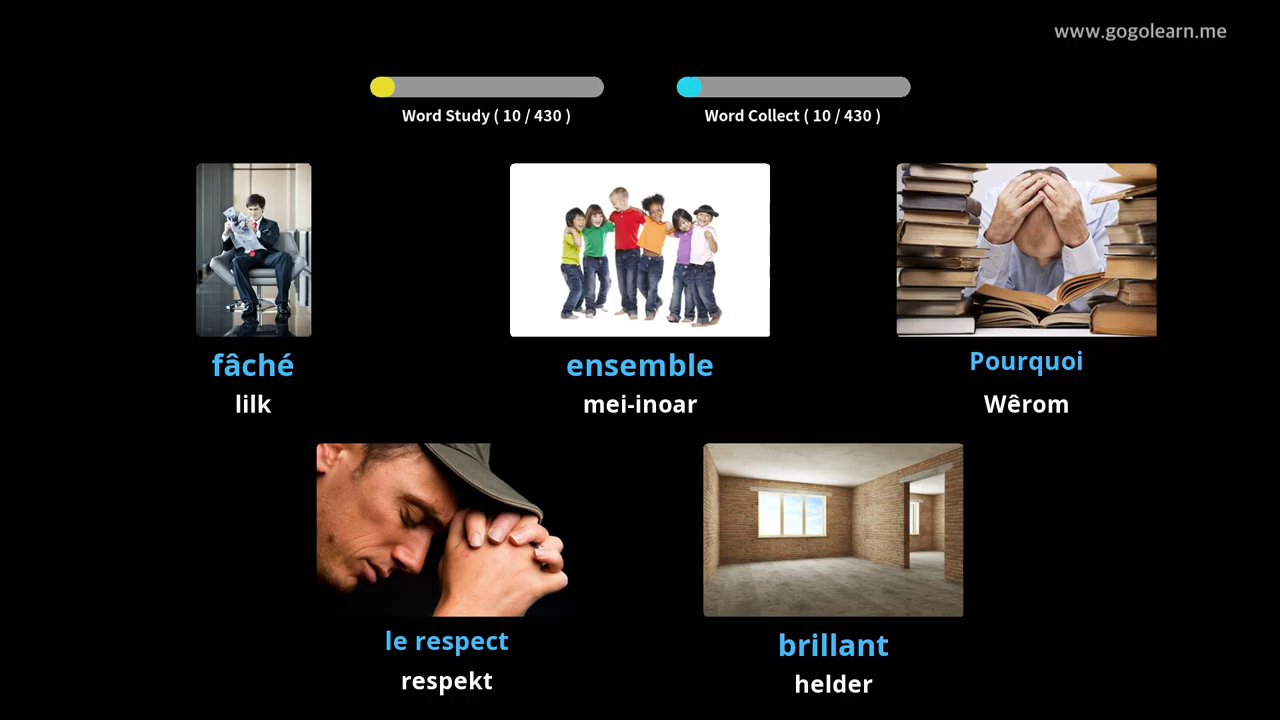 www.gogolearn.me
Word Study ( 10 / 430 )
Word Collect ( 10 / 430 )
fâché
lilk
ensemble
mei-inoar
Pourquoi
Wêrom
le respect
respekt
brillant
helder